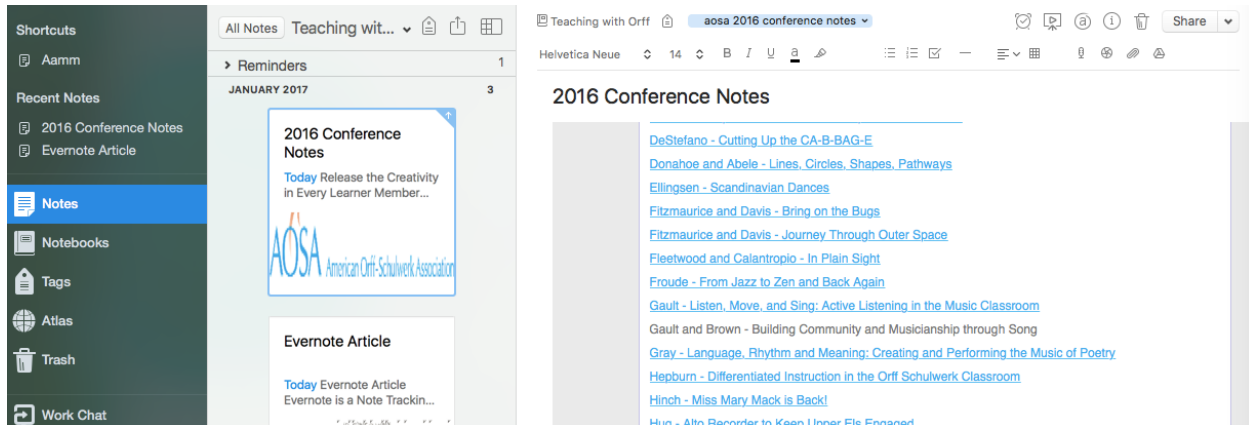 Shortcuts
Aamm
Recent Notes
2016 Conference Notes
Evernote Article
Notes
Notebooks
Tags
Atlas
Trash
Work Chat
All Notes Teaching wit...
Reminders 1
JANUARY 2017 3
2016 Conference
Notes
Today Release the Creativity
in Every Learner Member...
AOSA American Orff-Schulwerk Association
Evernote Article
Today Evernote Article
Evernote is a Note Trackin...
Teaching with Orff aosa 2016 conference notes Share
Helvetica Neue 14 B I U a
2016 Conference Notes
DeStefano - Cutting Up the CA-B-BAG-E
Donahoe and Abele - Lines, Circles, Shapes, Pathways
Ellingsen - Scandinavian Dances
Fitzmaurice and Davis - Bring on the Bugs
Fitzmaurice and Davis - Journey Through Outer Space
Fleetwood and Calantropio - In Plain Sight
Froude - From Jazz to Zen and Back Again
Gault - Listen, Move, and Sing: Active Listening in the Music Classroom
Gault and Brown - Building Community and Musicianship through Song
Gray - Language, Rhythm and Meaning: Creating and Performing the Music of Poetry
Hepburn - Differentiated Instruction in the Orff Schulwerk Classroom
Hinch - Miss Mary Mack is Back!
Hug - Alto Recorder to Keep Upper Els Engaged